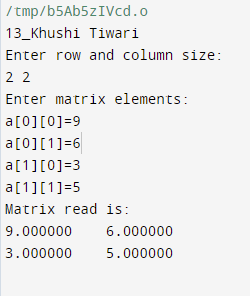 /tmp/b5Ab5zIVcd.o
13_Khushi Tiwari
Enter row and column size:
2 2
Enter matrix elements:
a[0][0]=9
a[0][1]=6
a[1][0]=3
a[1][1]=5
Matrix read is:
9.000000    6.000000
3.000000    5.000000